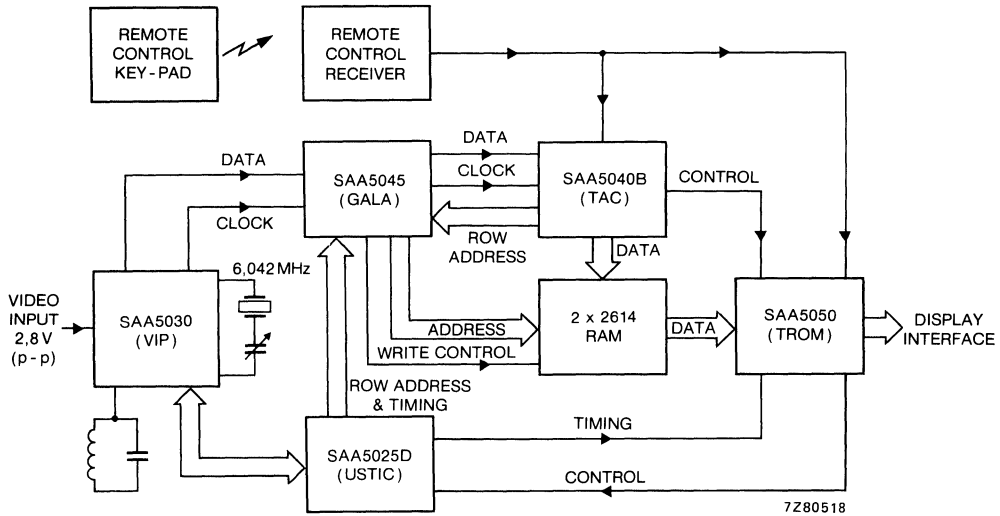 REMOTE
CONTROL
KEY-PAD
REMOTE
CONTROL
RECEIVER
DATA
CLOCK
SAA5045
(GALA)
DATA
CLOCK
ROW
ADDRESS
SAA5040B
(TAC)
CONTROL
DATA
6,042 MHz
VIDEO
INPUT
2,8 V
(p-p)
SAA5030
(VIP)
ADDRESS
WRITE CONTROL
ROW ADDRESS
& TIMING
2 x 2614
RAM
DATA
SAA5050
(TROM)
DISPLAY
INTERFACE
SAA5025D
(USTIC)
TIMING
CONTROL
7Z80518